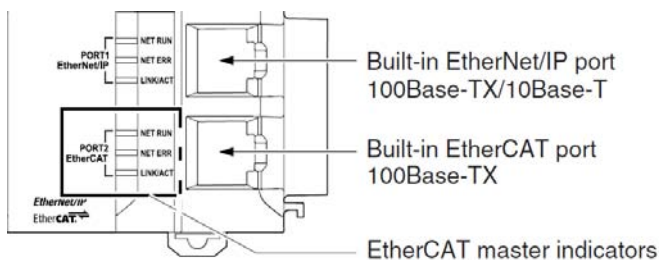 PORT1
EtherNet/IP
NET RUN
NET ERR
LINK/ACT
Built-in EtherNet/IP port
100Base-TX/10Base-T
PORT2
EtherCAT
NET RUN
NET ERR
LINK/ACT
Built-in EtherCAT port
100Base-TX
EtherNet/IP
EtherCAT
EtherCAT master indicators